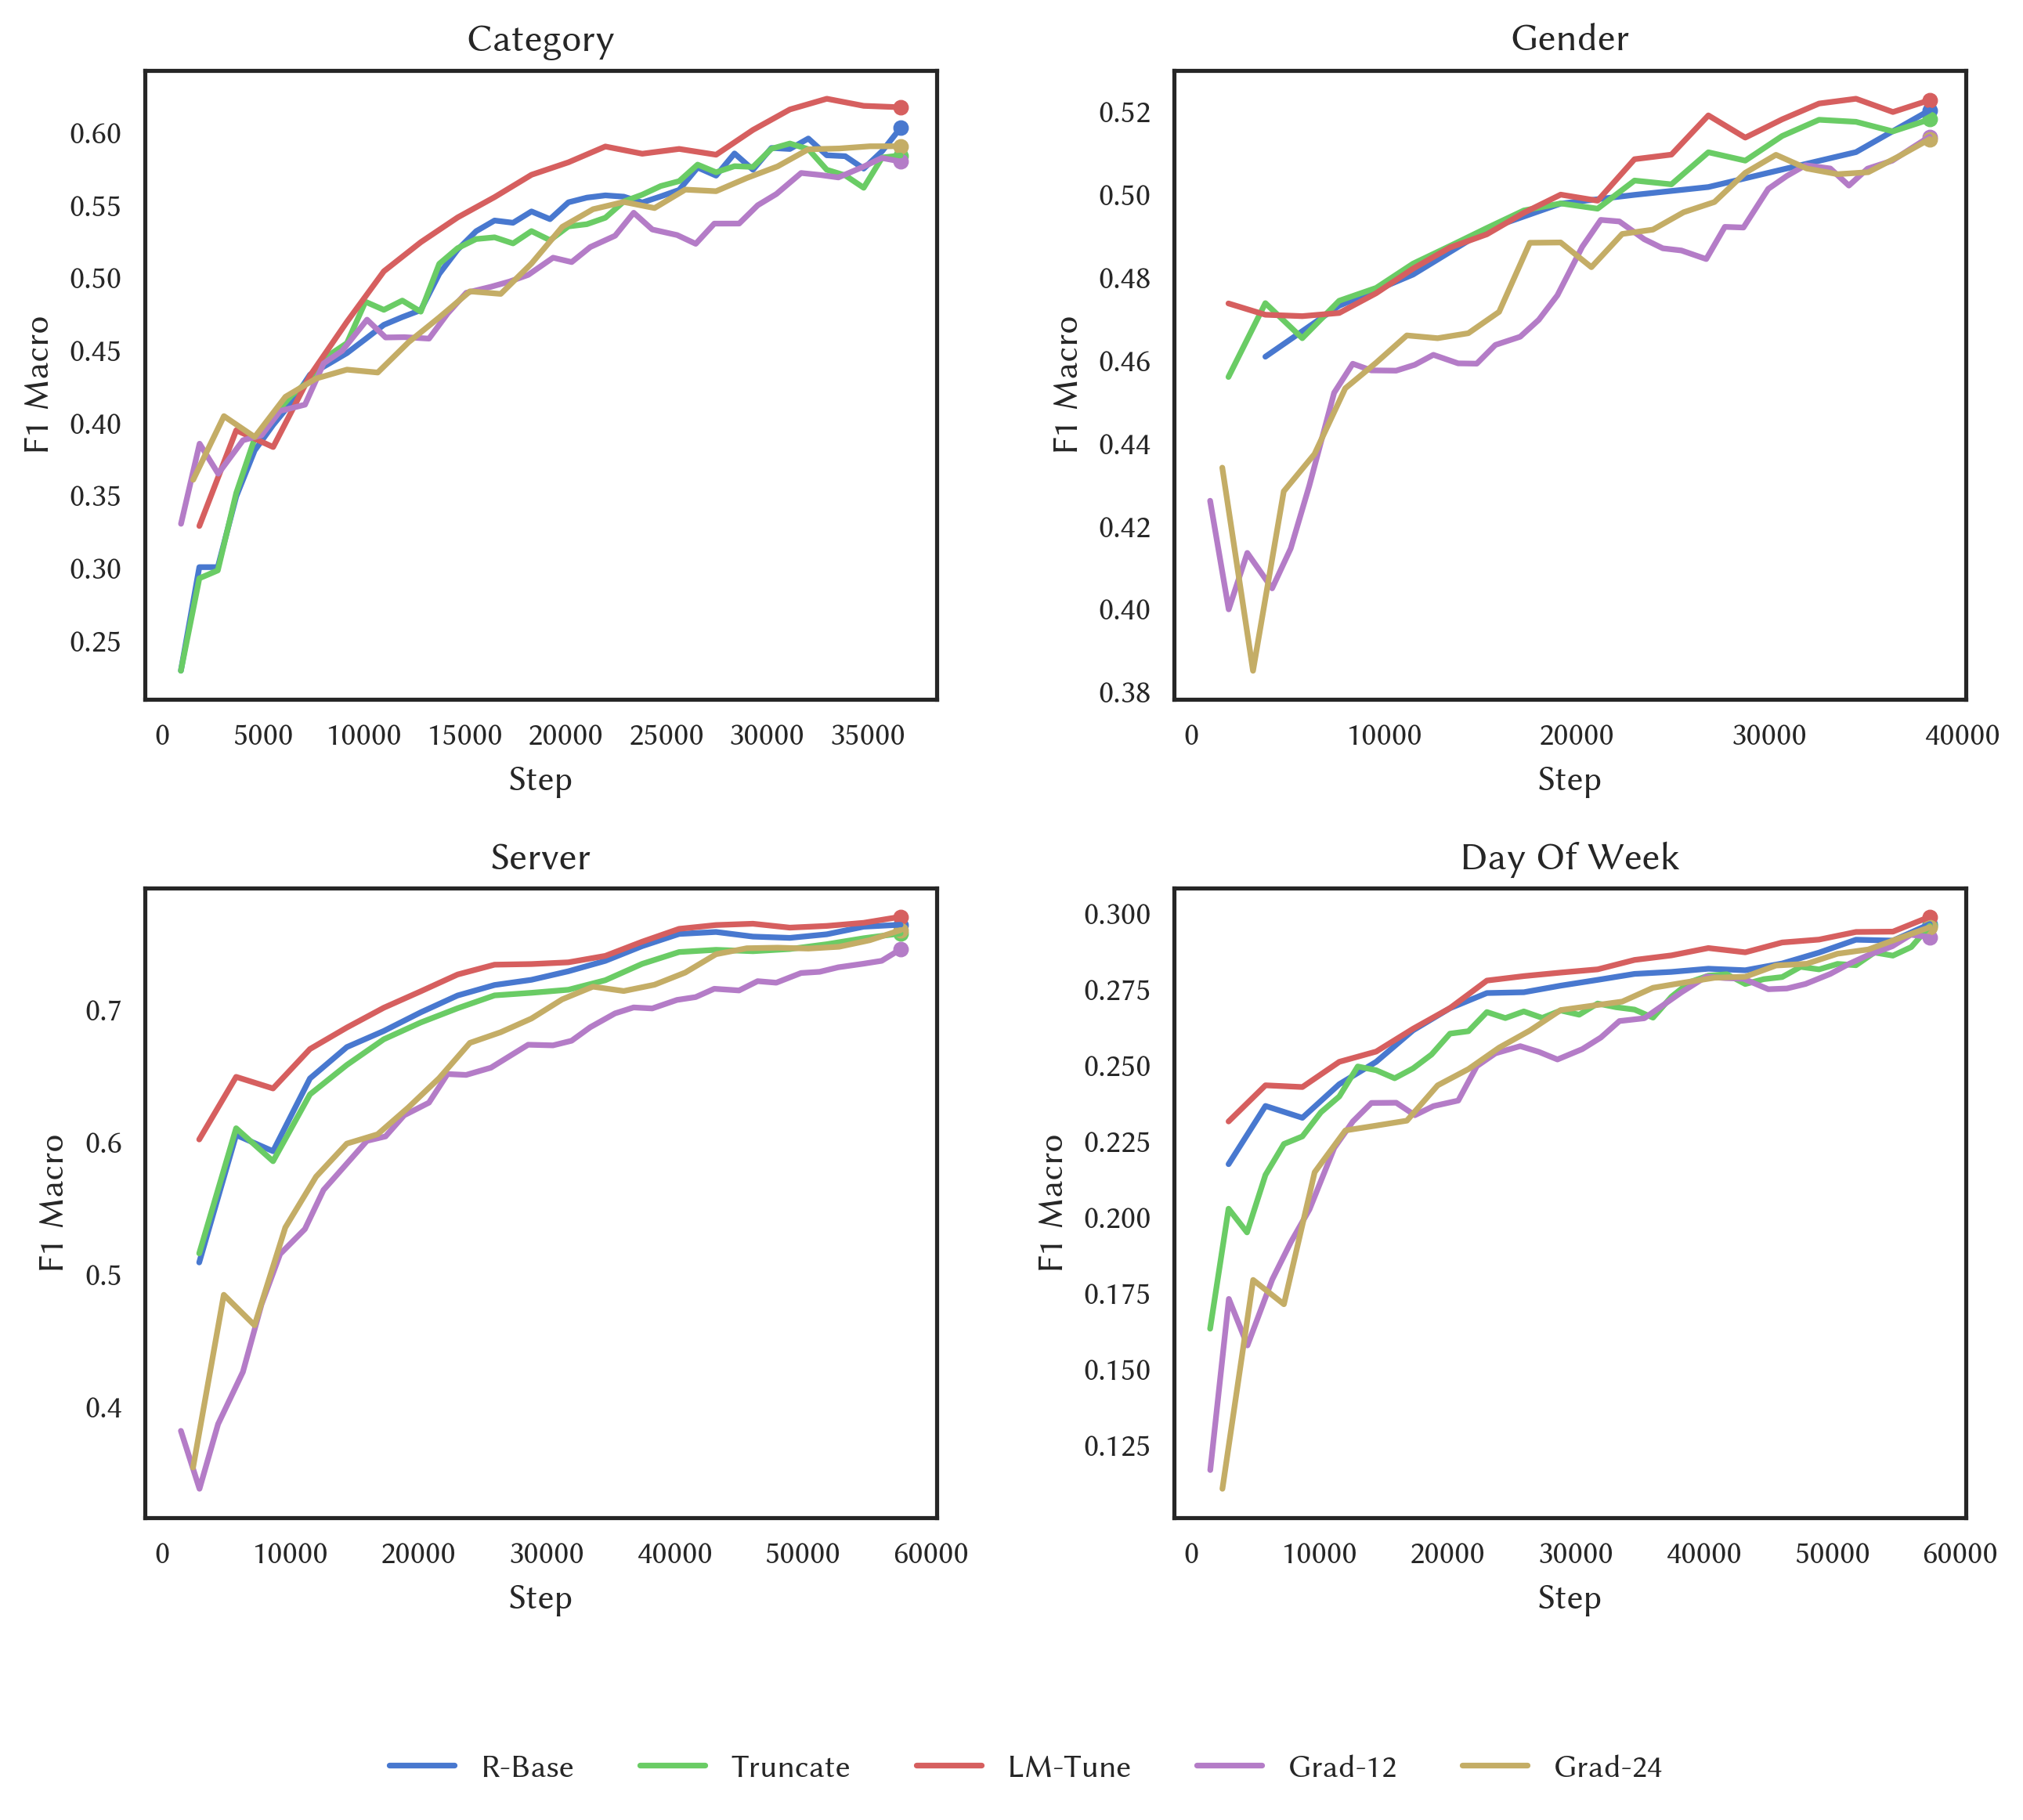 Category
F1 Macro
0.60
0.55
0.50
0.45
0.40
0.35
0.30
0.25
0 5000 10000 15000 20000 25000 30000 35000
Step
Gender
F1 Macro
0.52
0.50
0.48
0.46
0.44
0.42
0.40
0.38
0 10000 20000 30000 40000
Step
Server
F1 Macro
0.7
0.6
0.5
0.4
0 10000 20000 30000 40000 50000 60000
Step
Day Of Week
F1 Macro
0.300
0.275
0.250
0.225
0.200
0.175
0.150
0.125
0 10000 20000 30000 40000 50000 60000
Step
R-Base Truncate LM-Tune Grad-12 Grad-24